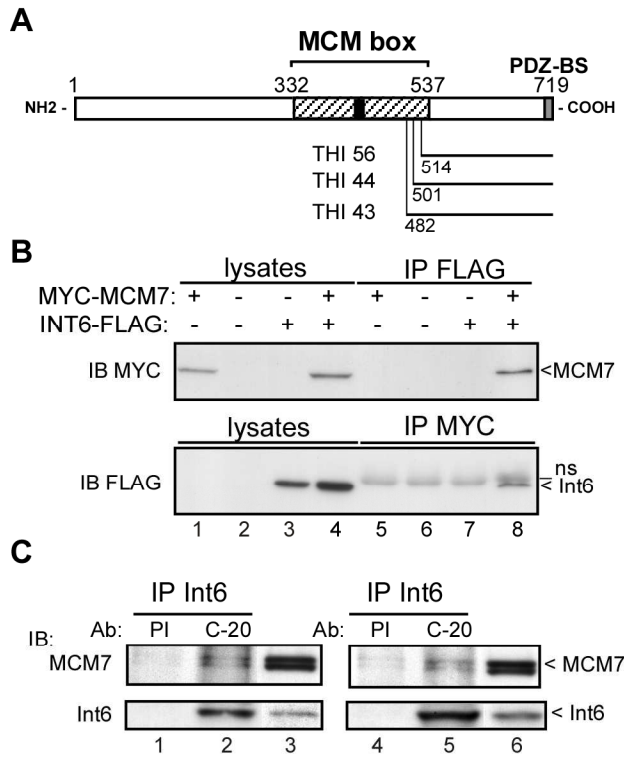 A
MCM box
PDZ-BS
1 332 537 719
NH2 - - COOH
THI 56 514
THI 44 501
THI 43 482
B
lysates IP FLAG
MYC-MCM7: + - - + + - - +
INT6-FLAG: - - + + - - + +
IB MYC <MCM7
lysates IP MYC
IB FLAG ns
< Int6
1 2 3 4 5 6 7 8
C
IP Int6 IP Int6
IB: Ab: PI C-20 Ab: PI C-20
MCM7 < MCM7
Int6 < Int6
1 2 3 4 5 6